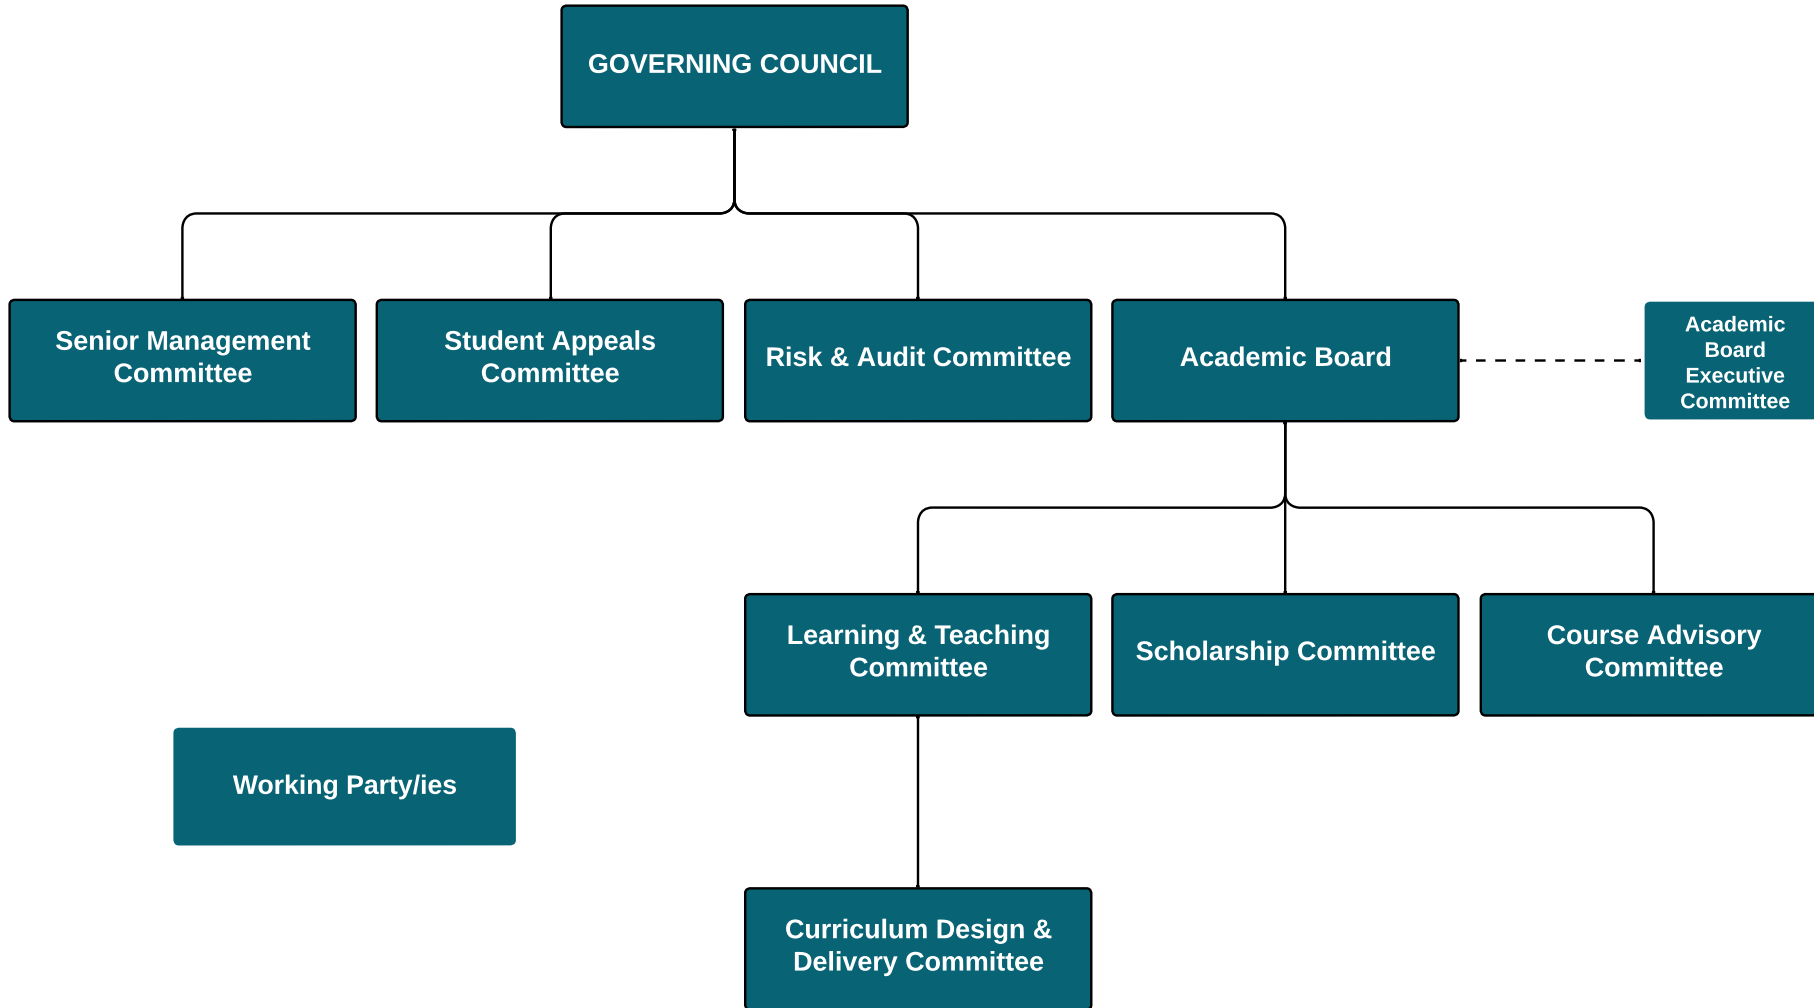 GOVERNING COUNCIL
Senior Management
Committee
Student Appeals
Committee
Risk & Audit Committee
Academic Board
Academic
Board
Executive
Committee
Learning & Teaching
Committee
Scholarship Committee
Course Advisory
Committee
Working Party/ies
Curriculum Design &
Delivery Committee